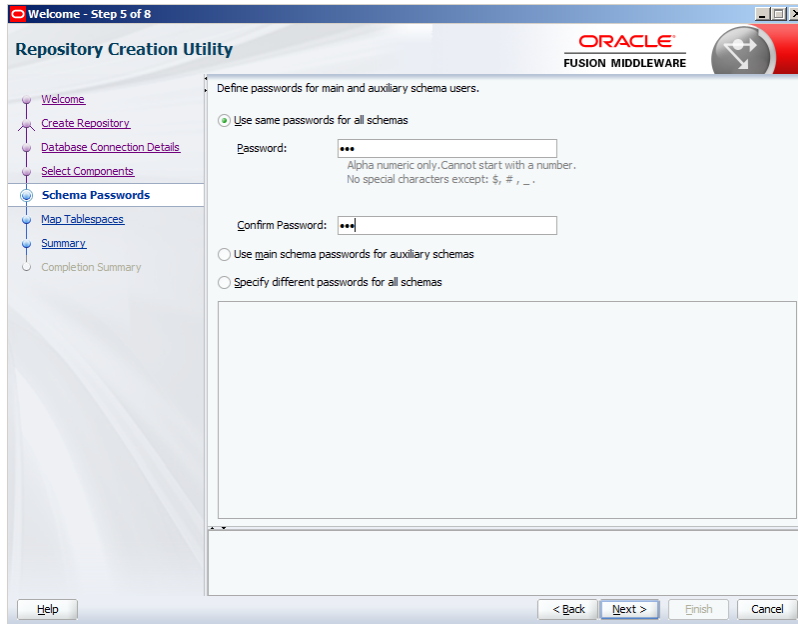 Welcome - Step 5 of 8
Repository Creation Utility
ORACLE
FUSION MIDDLEWARE
Welcome
Create Repository
Database Connection Details
Select Components
Schema Passwords
Map Tablespaces
Summary
Completion Summary
Define passwords for main and auxiliary schema users.
Use same passwords for all schemas
Password: •••
Alpha numeric only.Cannot start with a number.
No special characters except: $, # , _ .
Confirm Password: •••
Use main schema passwords for auxiliary schemas
Specify different passwords for all schemas
Help < Back Next > Finish Cancel